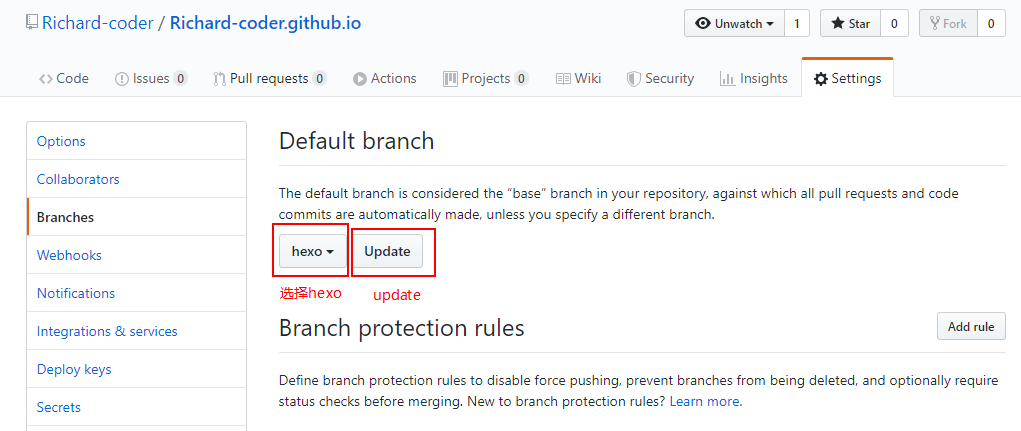 Richard-coder / Richard-coder.github.io
Unwatch 1 Star 0 Fork 0
Code Issues 0 Pull requests 0 Actions Projects 0 Wiki Security Insights Settings
Options
Collaborators
Branches
Webhooks
Notifications
Integrations & services
Deploy keys
Secrets
Default branch
The default branch is considered the “base” branch in your repository, against which all pull requests and code
commits are automatically made, unless you specify a different branch.
hexo Update
选择hexo update
Branch protection rules Add rule
Define branch protection rules to disable force pushing, prevent branches from being deleted, and optionally require
status checks before merging. New to branch protection rules? Learn more.